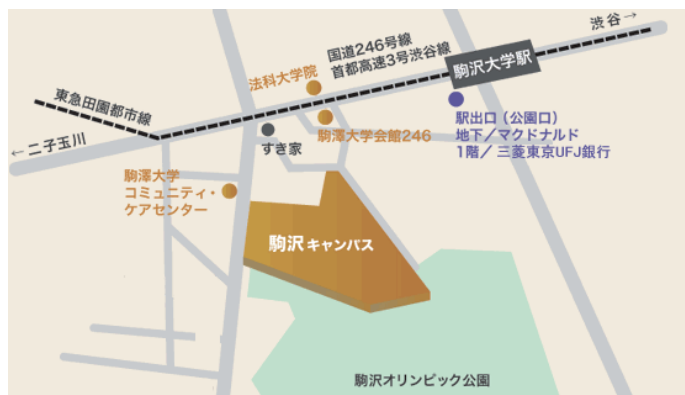 渋谷→
国道246号線
首都高速3号渋谷線
駒沢大学駅
法科大学院
東急田園都市線
駅出口（公園口）
地下／マクドナルド
1階／三菱東京UFJ銀行
駒澤大学会館246
すき家
←二子玉川
駒澤大学
コミュニティ・
ケアセンター
駒沢キャンパス
駒沢オリンピック公園